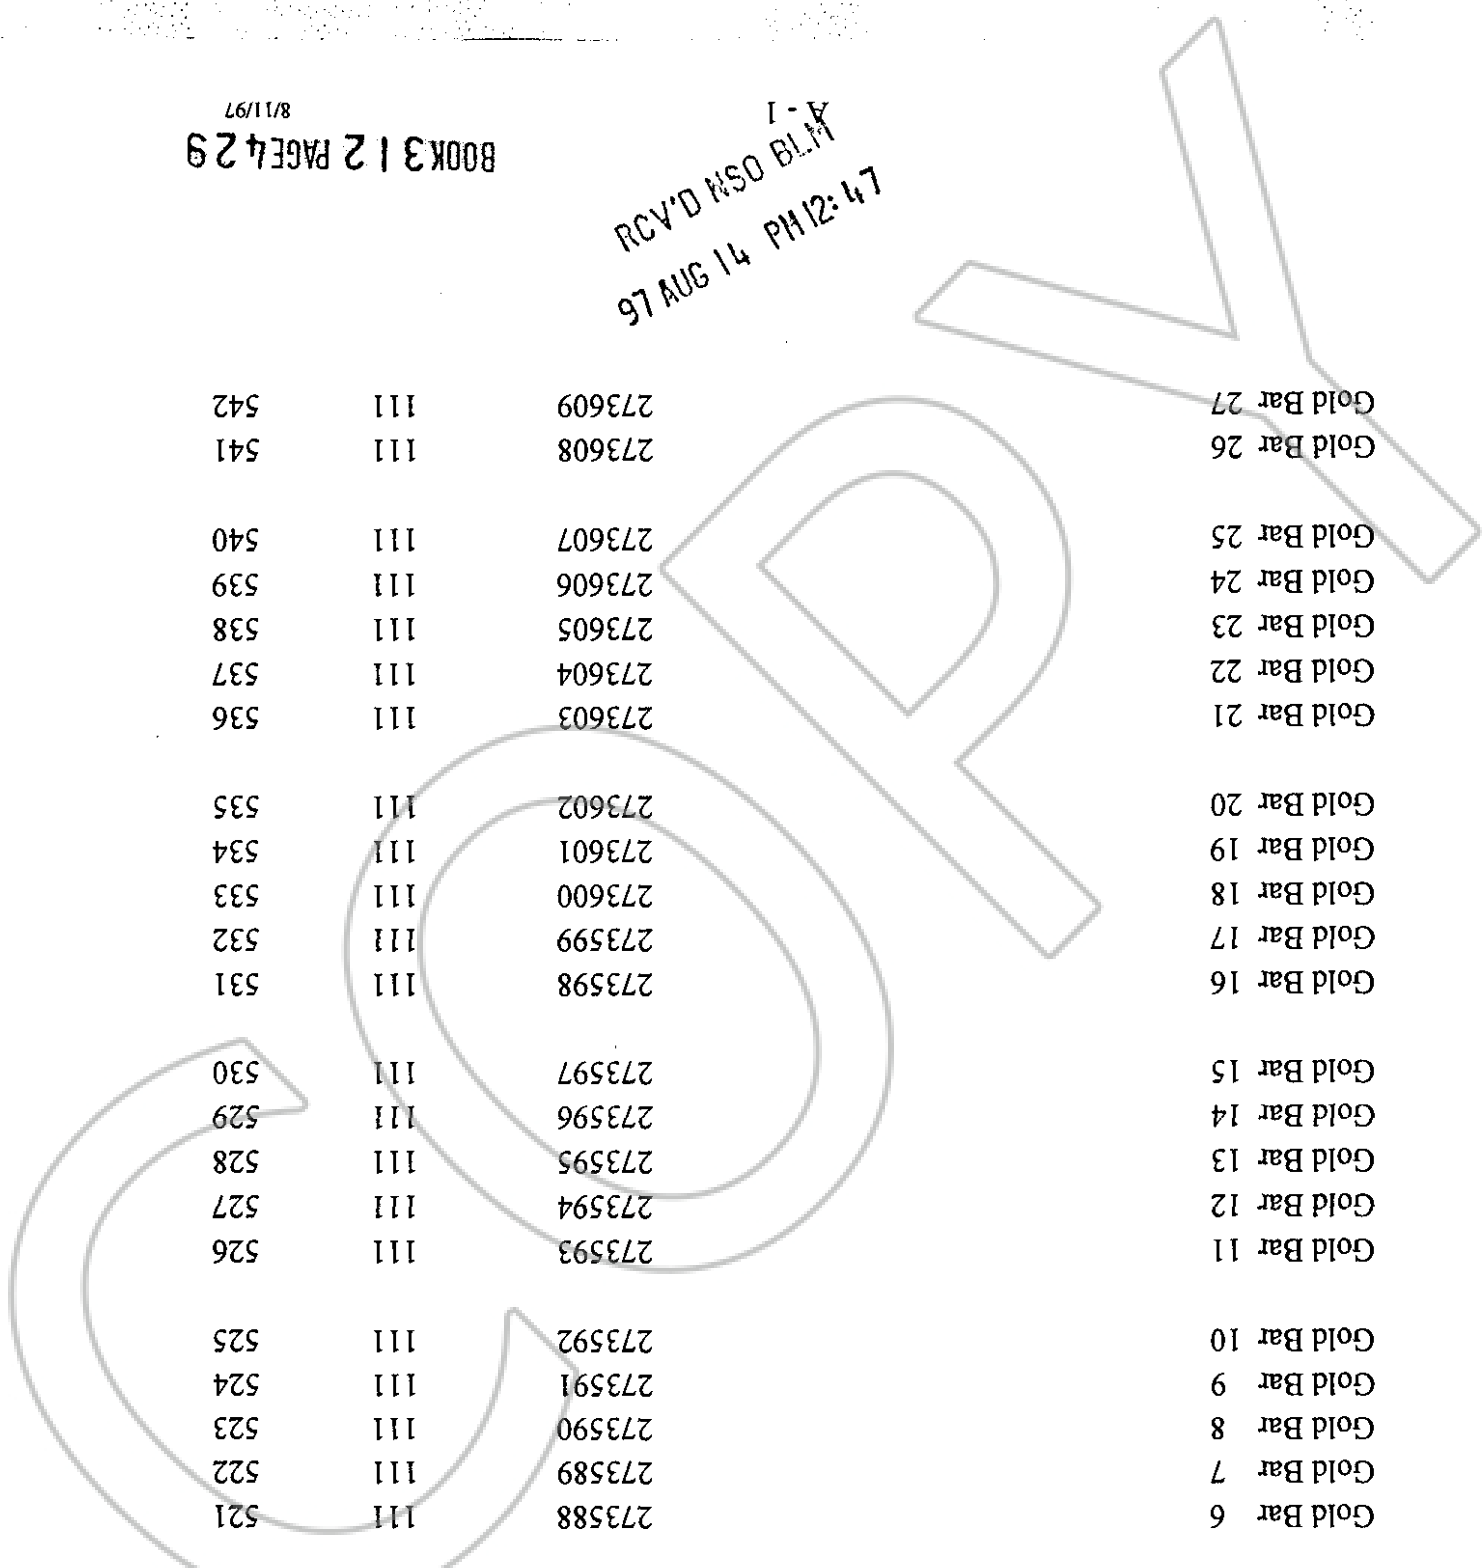 Gold Bar 6 273588 111 521
Gold Bar 7 273589 111 522
Gold Bar 8 273590 111 523
Gold Bar 9 273591 111 524
Gold Bar 10 273592 111 525
Gold Bar 11 273593 111 526
Gold Bar 12 273594 111 527
Gold Bar 13 273595 111 528
Gold Bar 14 273596 111 529
Gold Bar 15 273597 111 530
Gold Bar 16 273598 111 531
Gold Bar 17 273599 111 532
Gold Bar 18 273600 111 533
Gold Bar 19 273601 111 534
Gold Bar 20 273602 111 535
Gold Bar 21 273603 111 536
Gold Bar 22 273604 111 537
Gold Bar 23 273605 111 538
Gold Bar 24 273606 111 539
Gold Bar 25 273607 111 540
Gold Bar 26 273608 111 541
Gold Bar 27 273609 111 542
RCV'D NSO BLM
97 AUG 14 PM 12:47
BOOK 312 PAGE 429
A - 1 8/11/97
COPY